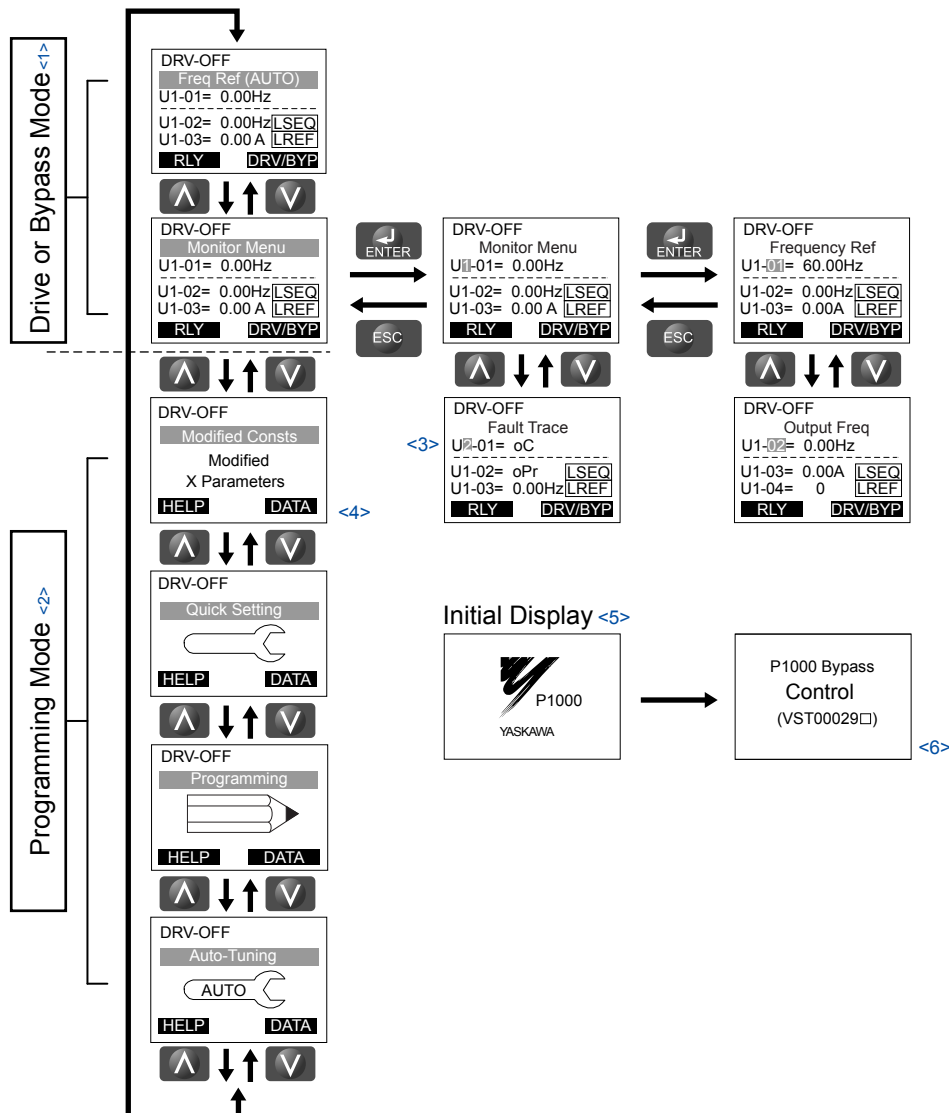 Drive or Bypass Mode <1>
DRV-OFF
Freq Ref (AUTO)
U1-01= 0.00Hz
U1-02= 0.00Hz LSEQ
U1-03= 0.00 A LREF
RLY DRV/BYP
DRV-OFF
Monitor Menu
U1-01= 0.00Hz
U1-02= 0.00Hz LSEQ
U1-03= 0.00 A LREF
RLY DRV/BYP
ENTER
ESC
DRV-OFF
Monitor Menu
U1-01= 0.00Hz
U1-02= 0.00Hz LSEQ
U1-03= 0.00 A LREF
RLY DRV/BYP
ENTER
ESC
DRV-OFF
Frequency Ref
U1-01= 60.00Hz
U1-02= 0.00Hz LSEQ
U1-03= 0.00A LREF
RLY DRV/BYP
<3>
DRV-OFF
Fault Trace
U2-01= oC
U1-02= oPr LSEQ
U1-03= 0.00Hz LREF
RLY DRV/BYP
DRV-OFF
Output Freq
U1-02= 0.00Hz
U1-03= 0.00A LSEQ
U1-04= 0 LREF
RLY DRV/BYP
Programming Mode <2>
DRV-OFF
Modified Consts
Modified
X Parameters
HELP DATA
<4>
DRV-OFF
Quick Setting
HELP DATA
DRV-OFF
Programming
HELP DATA
DRV-OFF
Auto-Tuning
AUTO
HELP DATA
Initial Display <5>
P1000
YASKAWA
P1000 Bypass
Control
(VST00029□)
<6>